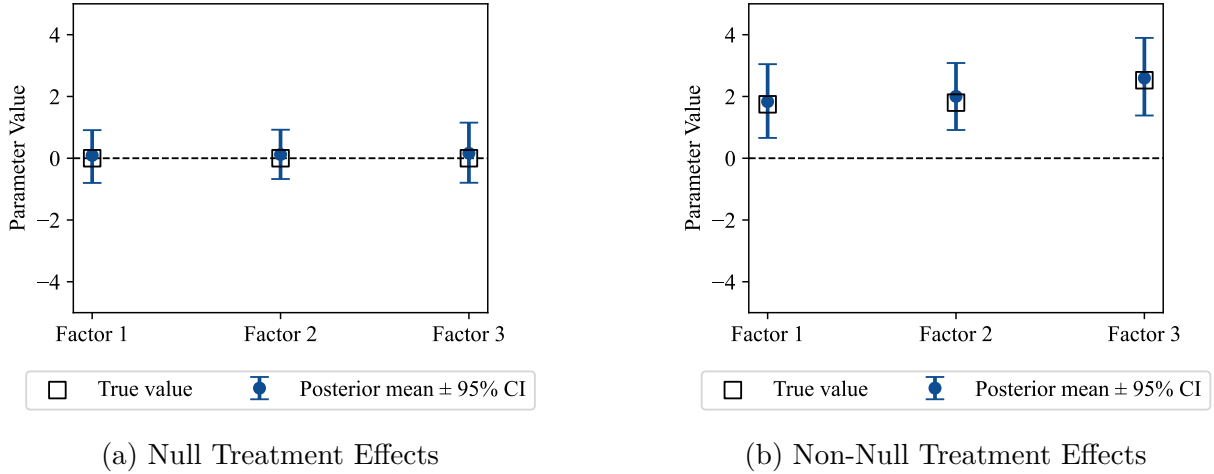 4
2
0
−2
−4
Parameter Value
Factor 1 Factor 2 Factor 3
True value Posterior mean ± 95% CI
(a) Null Treatment Effects
4
2
0
−2
−4
Parameter Value
Factor 1 Factor 2 Factor 3
True value Posterior mean ± 95% CI
(b) Non-Null Treatment Effects